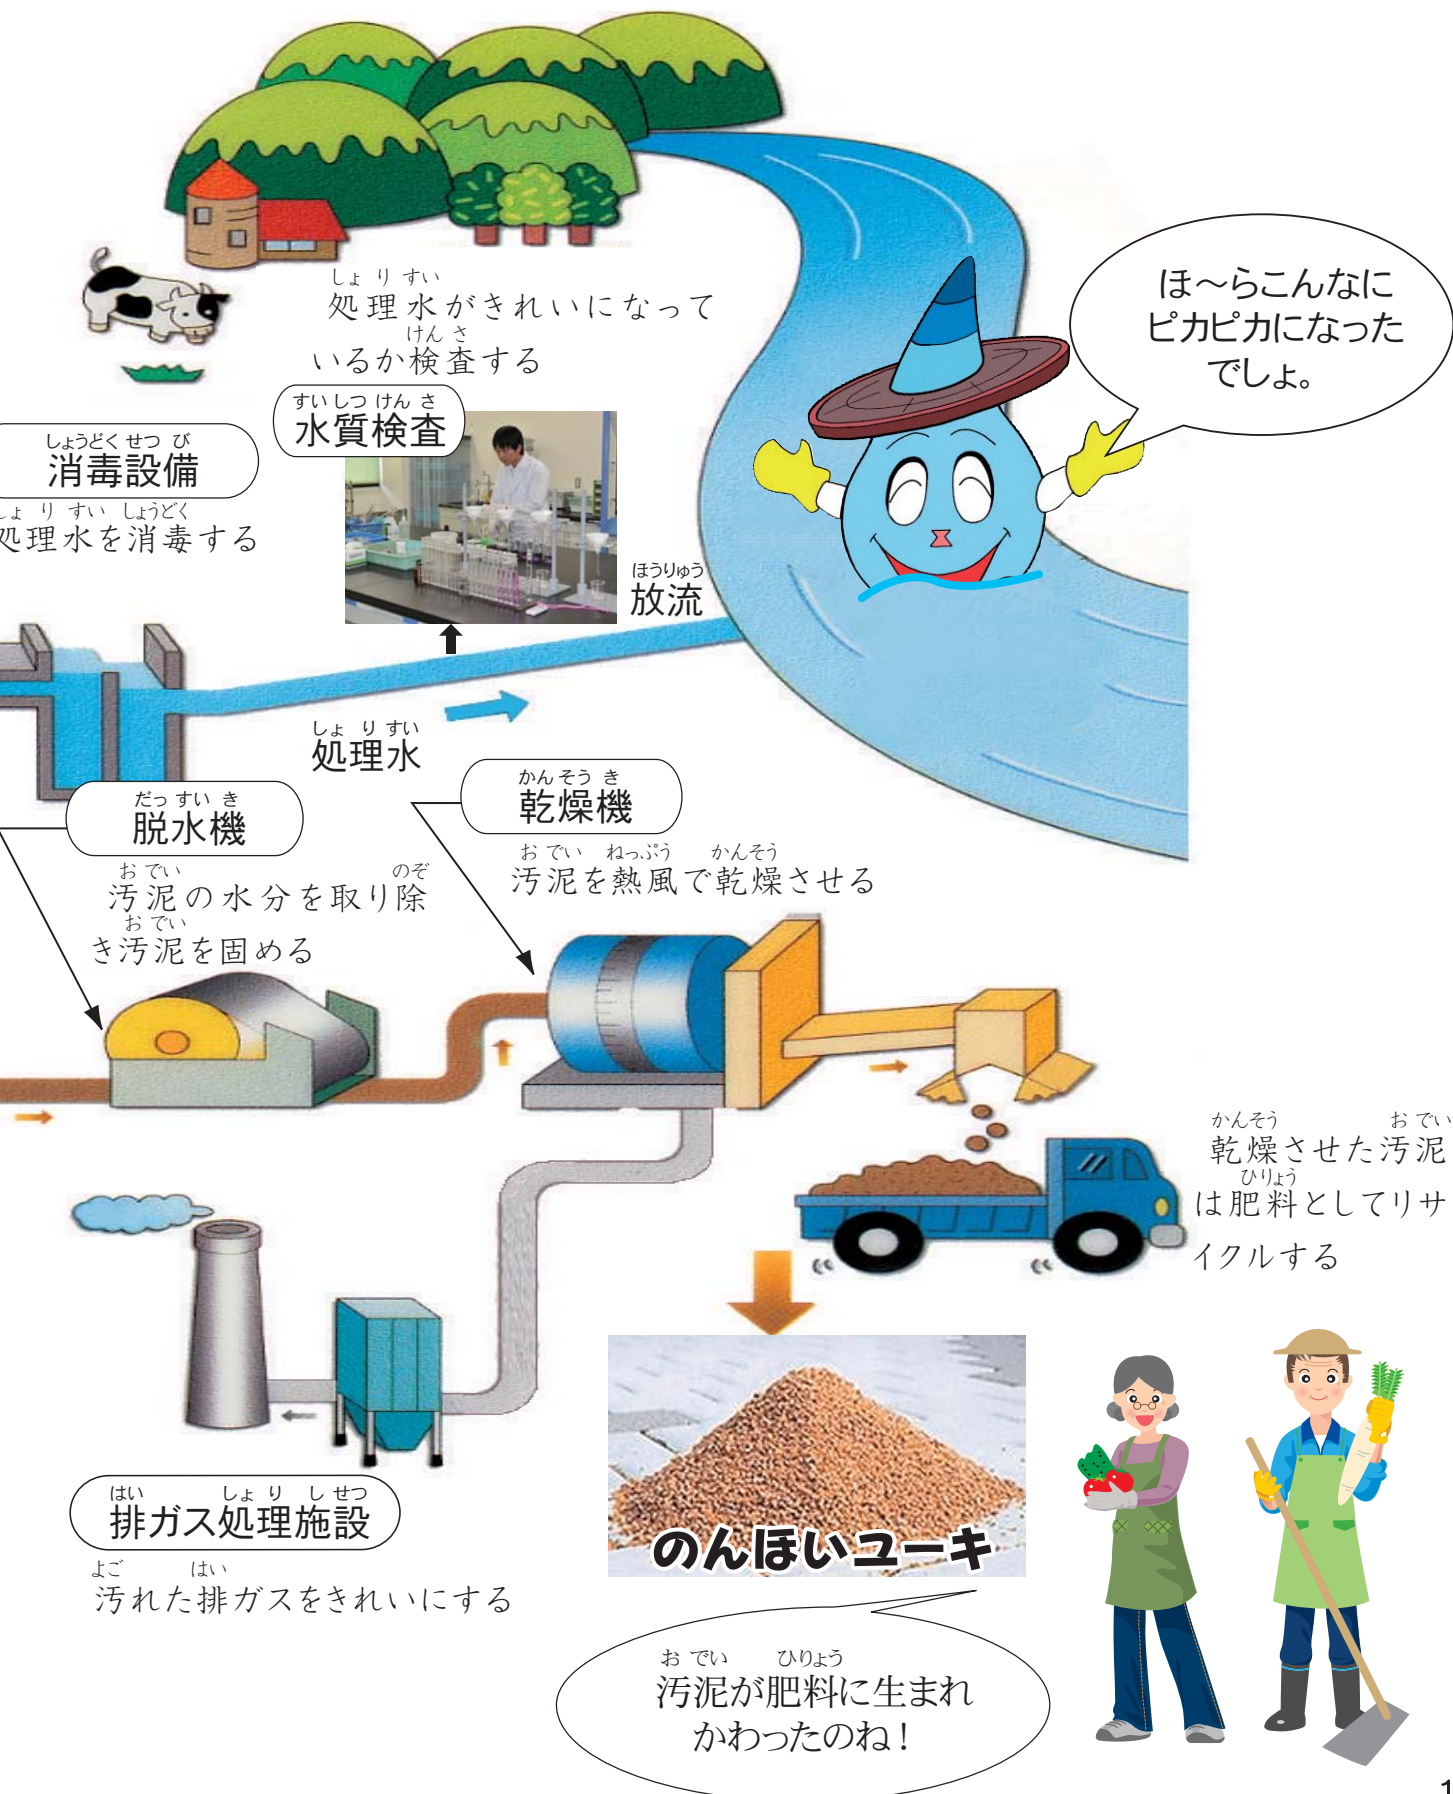 しょりすい
処理水がきれいになって
けんさ
いるか検査する
ほ～らこんなに
ピカピカになった
でしょ。
すいしつけんさ
水質検査
しょうどくせつび
消毒設備
しょりすいしょうどく
処理水を消毒する
ほうりゅう
放流
しょりすい
処理水
だっすいき
脱水機
おでい のぞ
汚泥の水分を取り除
おでい
き汚泥を固める
かんそうき
乾燥機
おでい ねっぷう かんそう
汚泥を熱風で乾燥させる
かんそう おでい
乾燥させた汚泥
ひりょう
は肥料としてリサ
イクルする
はい しょりしせつ
排ガス処理施設
よご はい
汚れた排ガスをきれいにする
のんほいユーキ
おでい ひりょう
汚泥が肥料に生まれ
かわったのね！
1